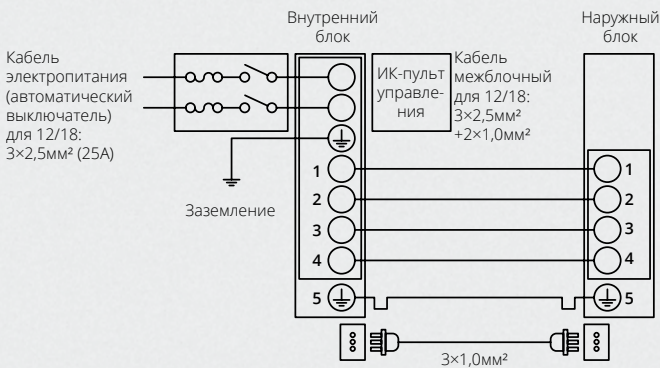 Внутренний
блок
Наружный
блок
Кабель
электропитания
(автоматический
выключатель)
для 12/18:
3×2,5мм² (25А)
ИК-пульт
управле-
ния
Кабель
межблочный
для 12/18:
3×2,5мм²
+2×1,0мм²
Заземление
1
2
3
4
5
1
2
3
4
5
3×1,0мм²